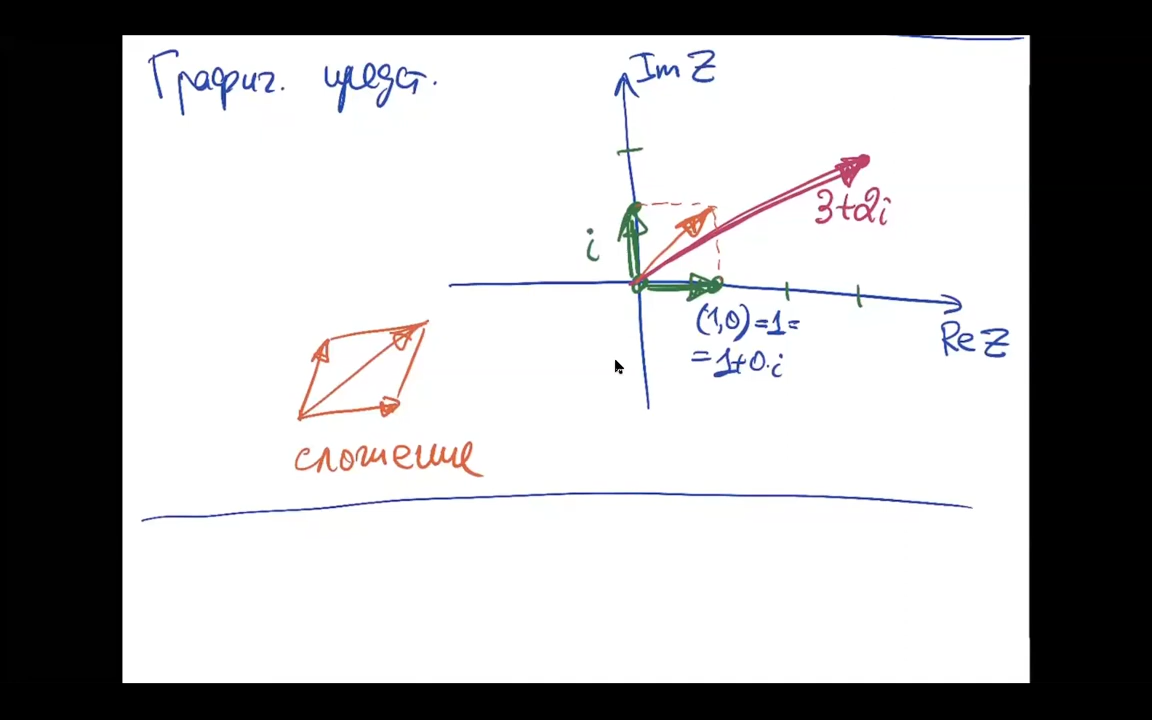 Графич. предст.
Im Z
3+2i
i
(1,0)=1=
=1+0·i
Re Z
сложение